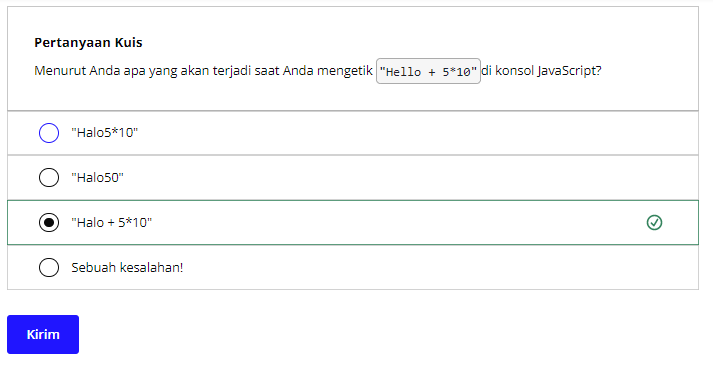 Pertanyaan Kuis
Menurut Anda apa yang akan terjadi saat Anda mengetik "Hello + 5*10" di konsol JavaScript?
"Halo5*10"
"Halo50"
"Halo + 5*10"
Sebuah kesalahan!
Kirim